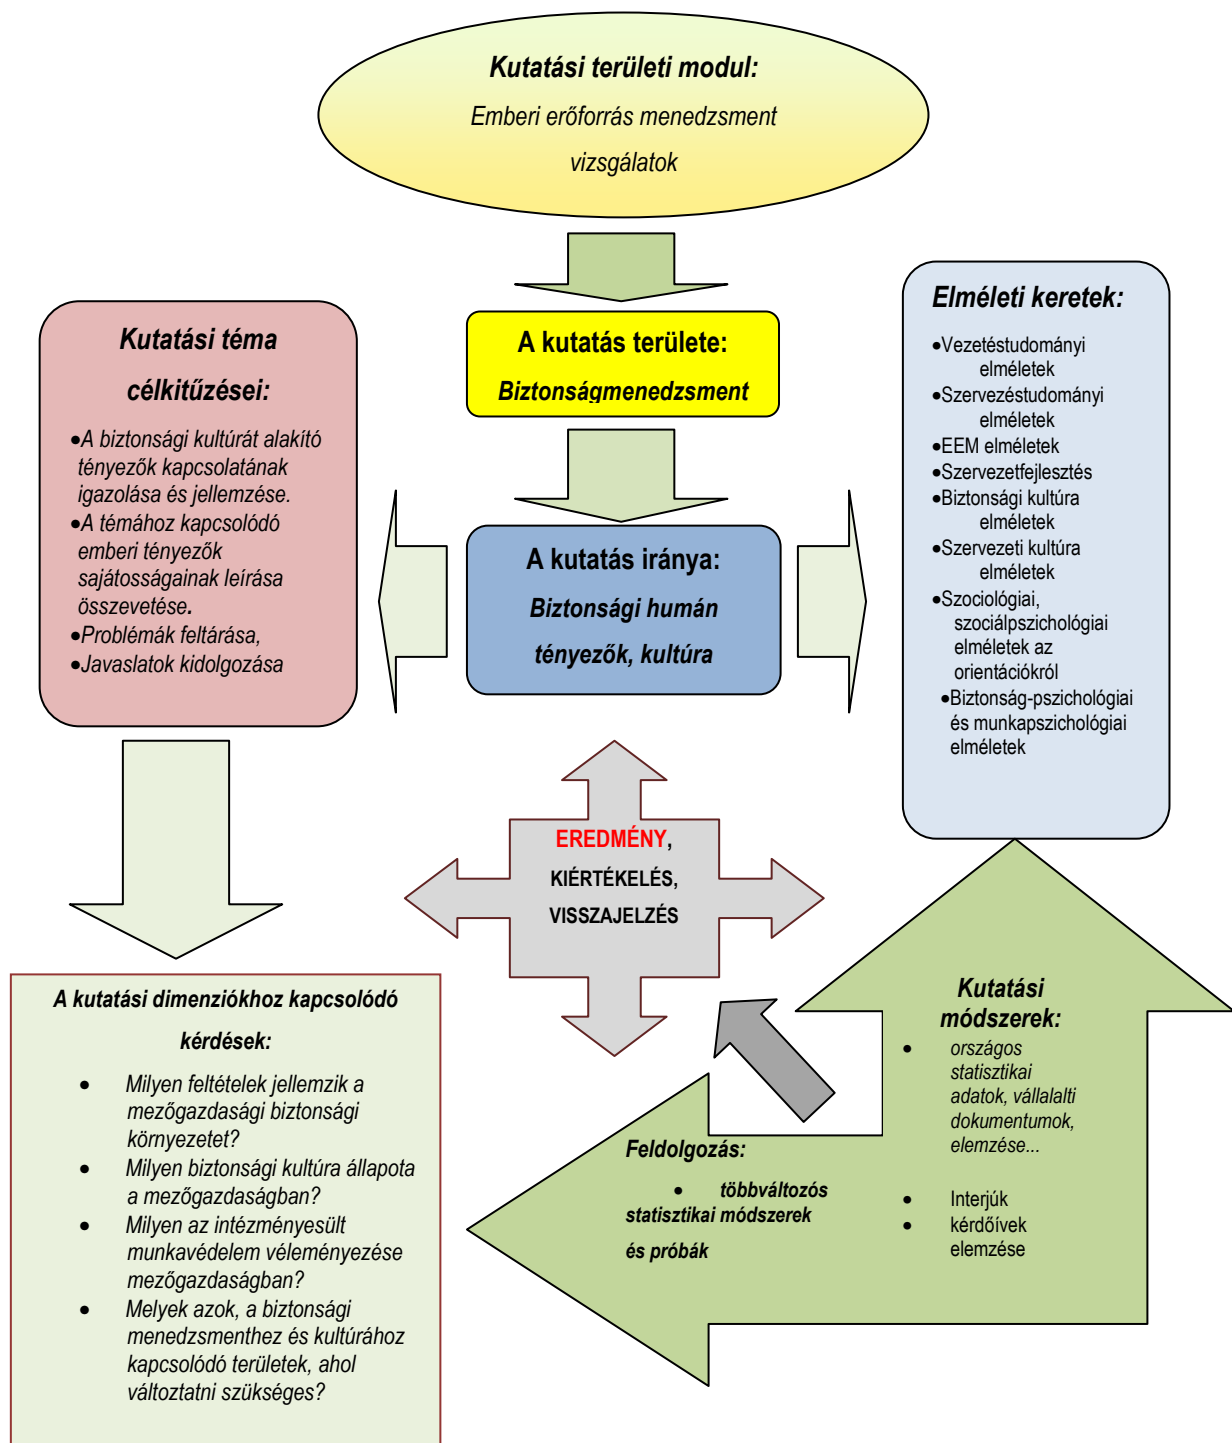 Kutatási területi modul:
Emberi erőforrás menedzsment
vizsgálatok
Kutatási téma
célkitűzései:
•A biztonsági kultúrát alakító
tényezők kapcsolatának
igazolása és jellemzése.
•A témához kapcsolódó
emberi tényezők
sajátosságainak leírása
összevetése.
•Problémák feltárása,
•Javaslatok kidolgozása
A kutatás területe:
Biztonságmenedzsment
A kutatás iránya:
Biztonsági humán
tényezők, kultúra
Elméleti keretek:
•Vezetéstudományi
elméletek
•Szervezéstudományi
elméletek
•EEM elméletek
•Szervezetfejlesztés
•Biztonsági kultúra
elméletek
•Szervezeti kultúra
elméletek
•Szociológiai,
szociálpszichológiai
elméletek az
orientációkról
•Biztonság-pszichológiai
és munkapszichológiai
elméletek
EREDMÉNY,
KIÉRTÉKELÉS,
VISSZAJELZÉS
A kutatási dimenziókhoz kapcsolódó
kérdések:
• Milyen feltételek jellemzik a
mezőgazdasági biztonsági
környezetet?
• Milyen biztonsági kultúra állapota
a mezőgazdaságban?
• Milyen az intézményesült
munkavédelem véleményezése
mezőgazdaságban?
• Melyek azok, a biztonsági
menedzsmenthez és kultúrához
kapcsolódó területek, ahol
változtatni szükséges?
Feldolgozás:
• többváltozós
statisztikai módszerek
és próbák
Kutatási
módszerek:
• országos
statisztikai
adatok, vállalalti
dokumentumok,
elemzése...
• Interjúk
• kérdőívek
elemzése